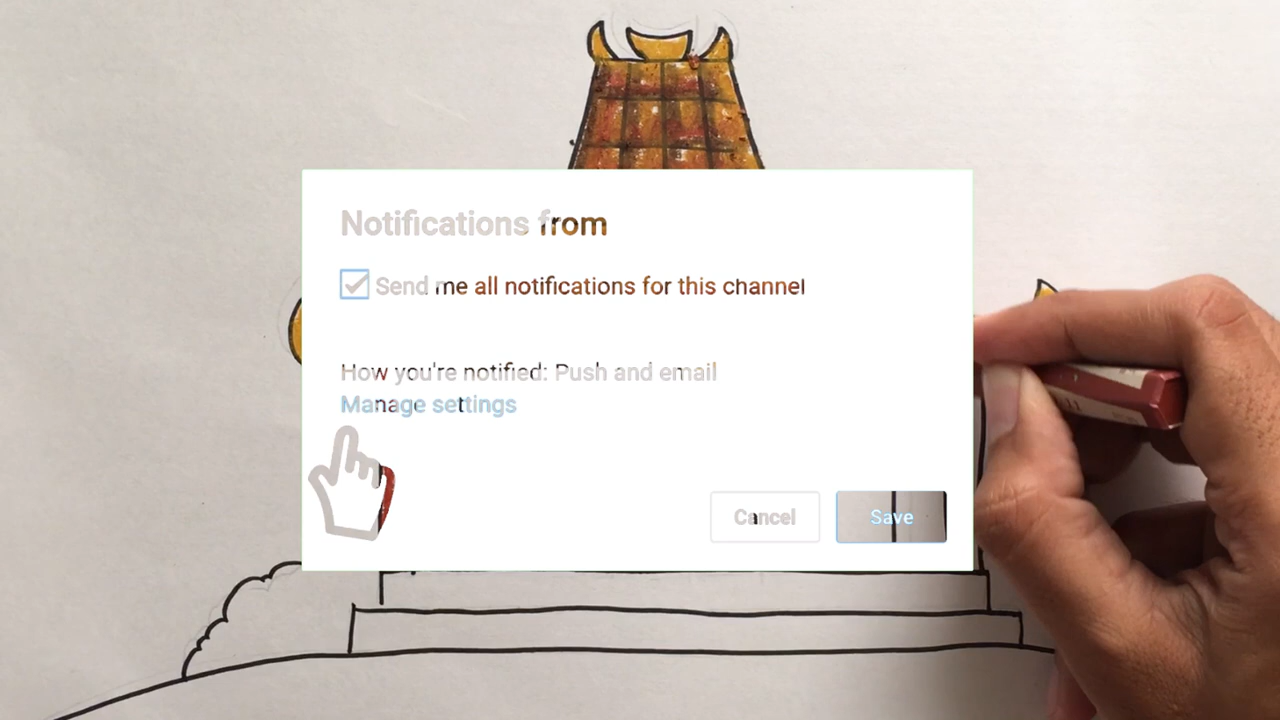 Notifications from
Send me all notifications for this channel
How you're notified: Push and email
Manage settings
Cancel
Save